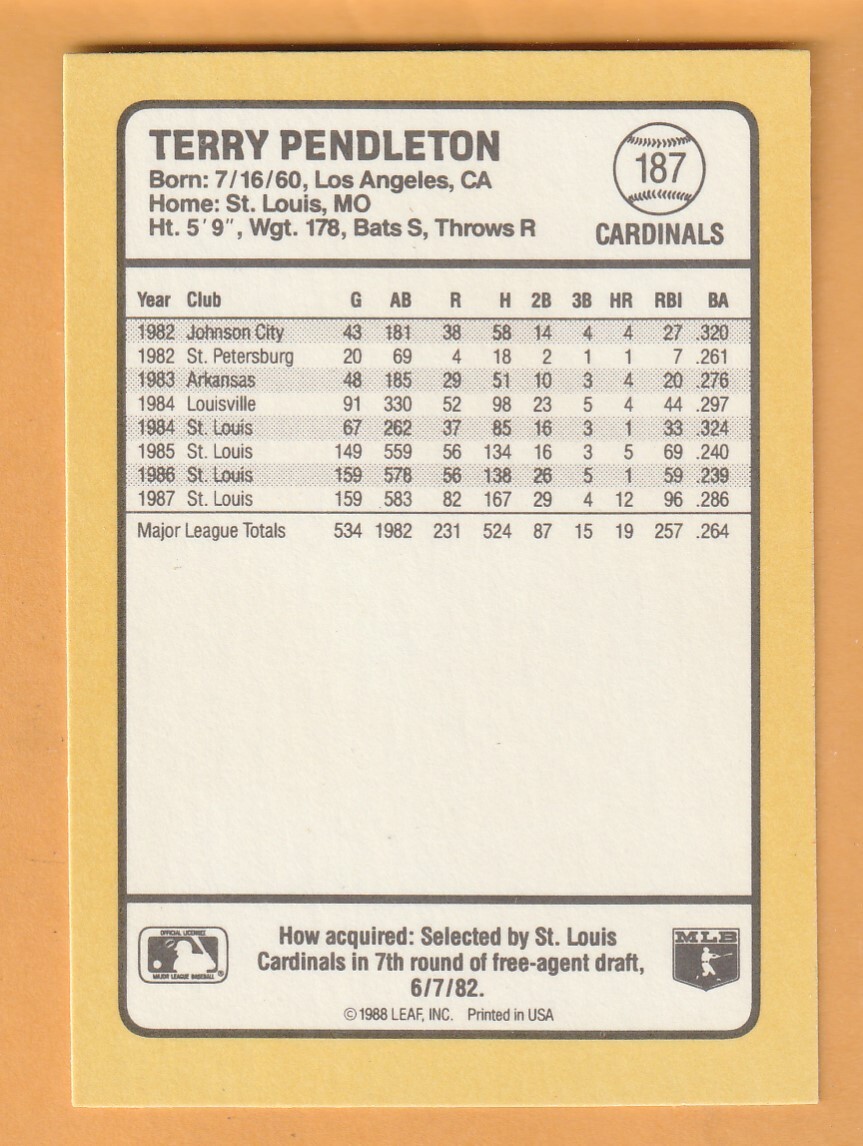 TERRY PENDLETON
Born: 7/16/60, Los Angeles, CA
Home: St. Louis, MO
Ht. 5'9", Wgt. 178, Bats S, Throws R
187
CARDINALS
Year Club G AB R H 2B 3B HR RBI BA
1982 Johnson City 43 181 38 58 14 4 4 27 .320
1982 St. Petersburg 20 69 4 18 2 1 1 7 .261
1983 Arkansas 48 185 29 51 10 3 4 20 .276
1984 Louisville 91 330 52 98 23 5 4 44 .297
1984 St. Louis 67 262 37 85 16 3 1 33 .324
1985 St. Louis 149 559 56 134 16 3 5 69 .240
1986 St. Louis 159 578 56 138 26 5 1 59 .239
1987 St. Louis 159 583 82 167 29 4 12 96 .286
Major League Totals 534 1982 231 524 87 15 19 257 .264
OFFICIAL LICENSEE
MAJOR LEAGUE BASEBALL ®
How acquired: Selected by St. Louis
Cardinals in 7th round of free-agent draft,
6/7/82.
© 1988 LEAF, INC. Printed in USA
MLB